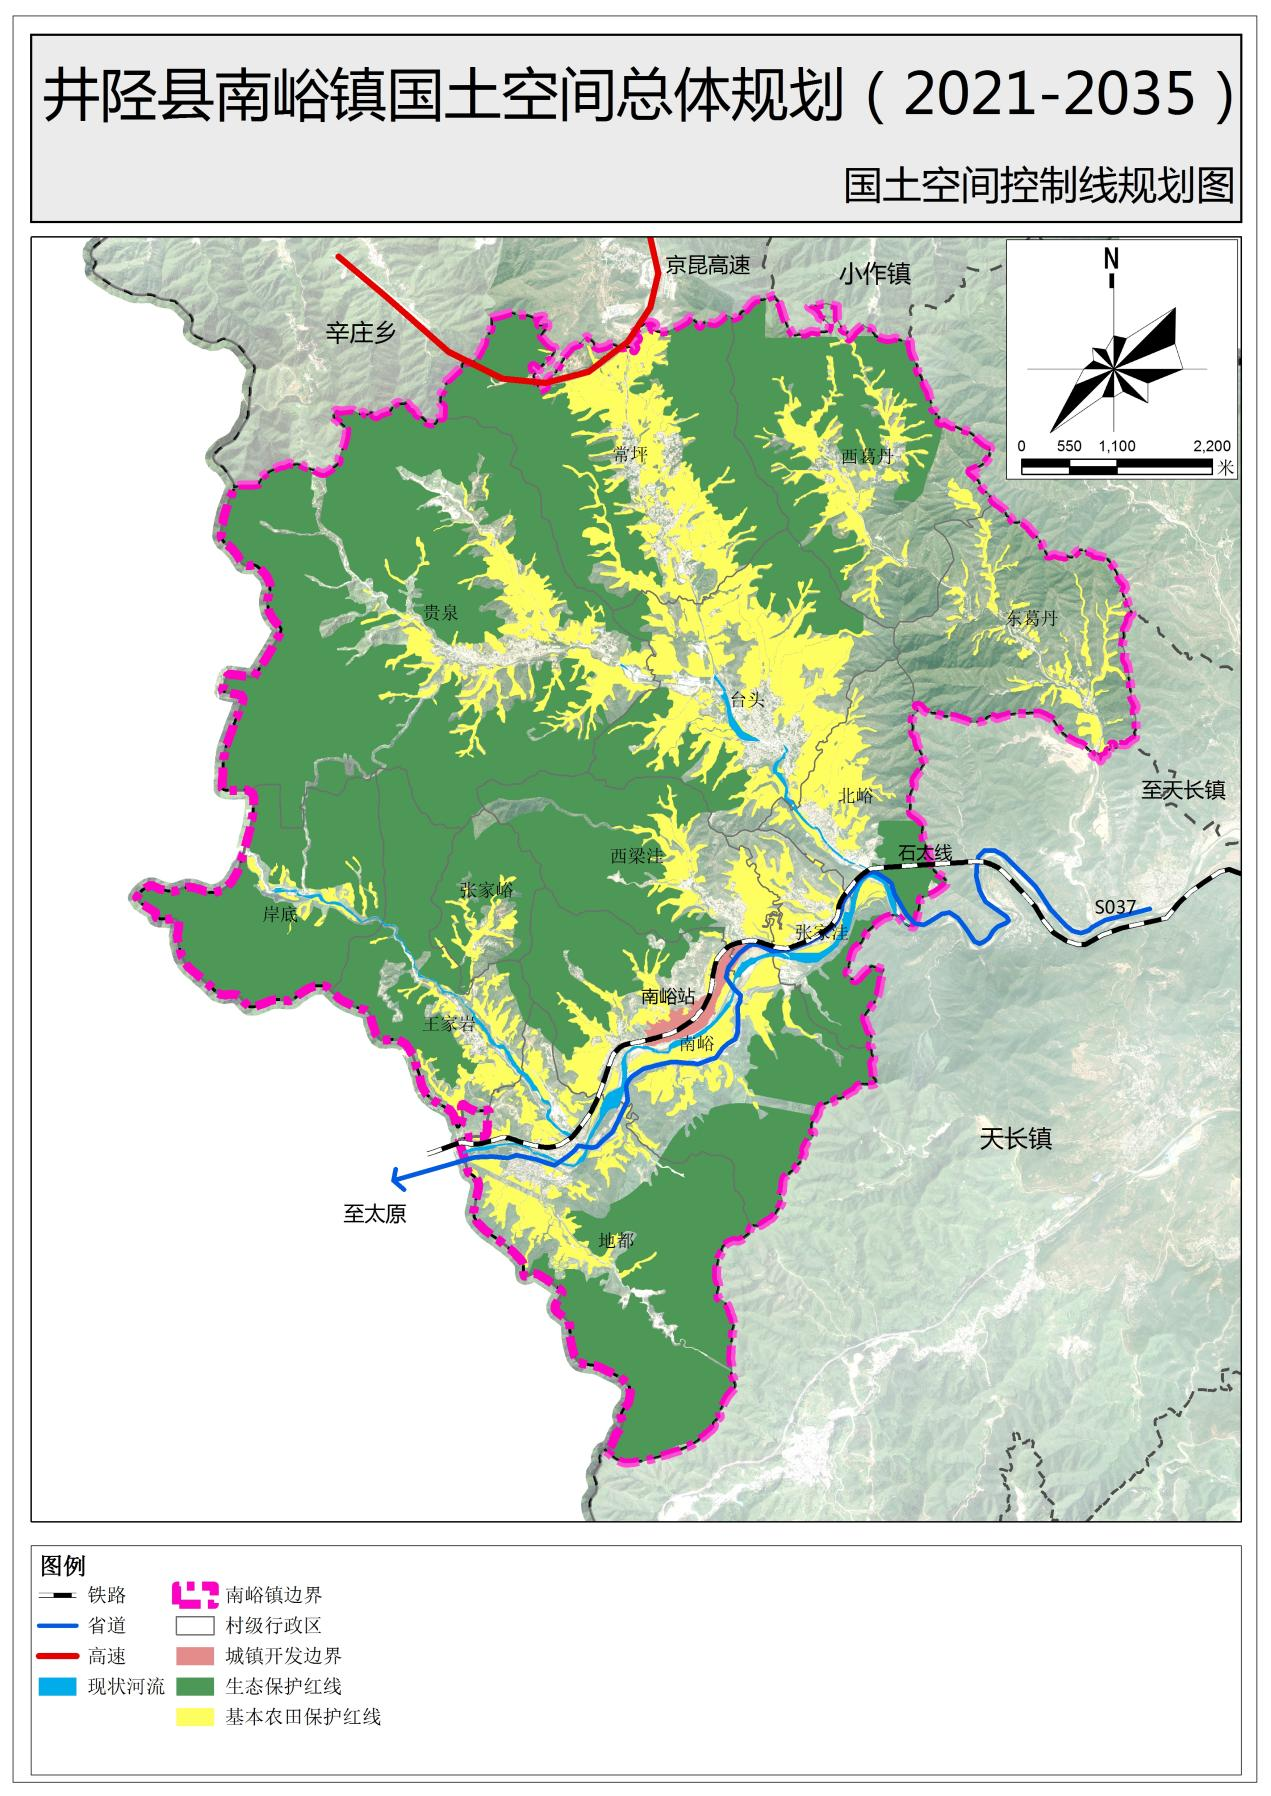 井陉县南峪镇国土空间总体规划（2021-2035）
国土空间控制线规划图
京昆高速
小作镇
辛庄乡
N
0 550 1,100 2,200
米
常坪
西葛丹
贵泉
东葛丹
台头
至天长镇
北峪
石太线
西梁洼
张家峪
岸底
S037
张家洼
南峪站
王家岩
南峪
天长镇
至太原
地都
图例
铁路
省道
高速
现状河流
南峪镇边界
村级行政区
城镇开发边界
生态保护红线
基本农田保护红线